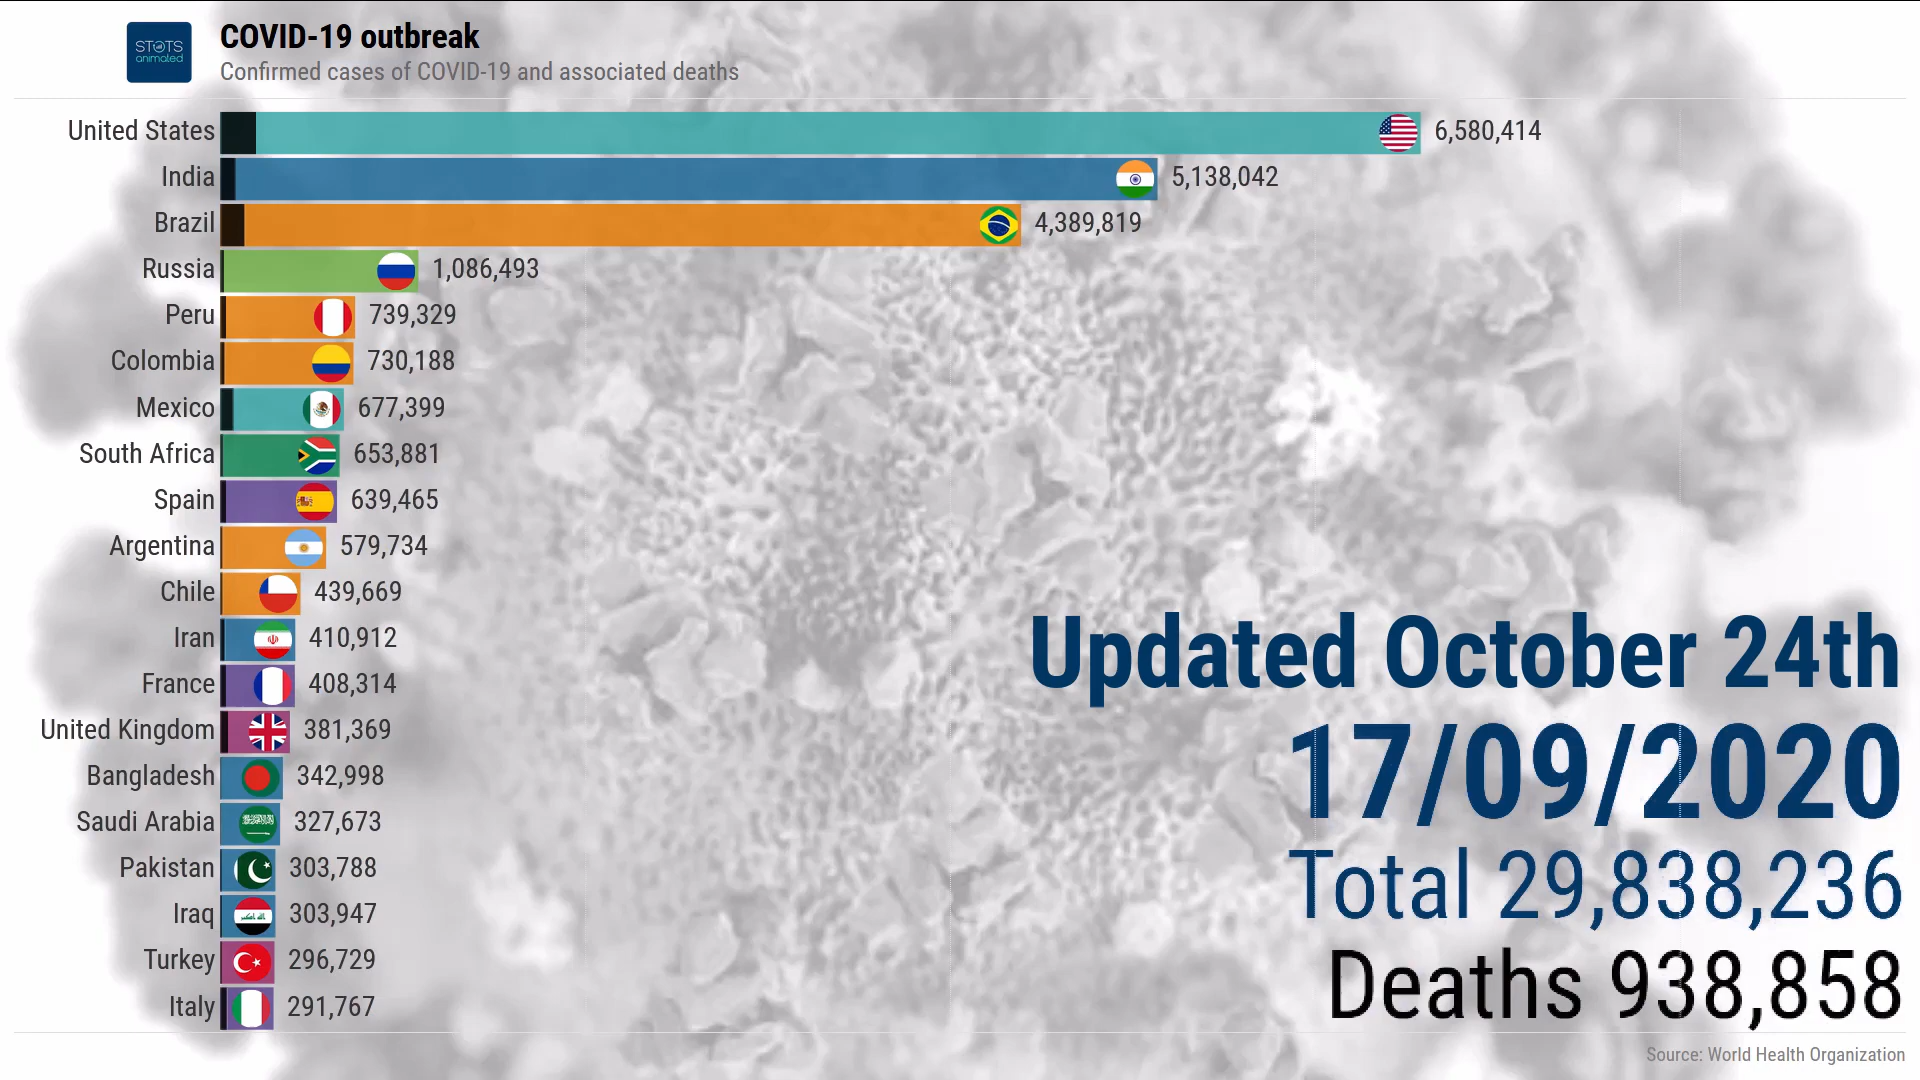 STATS
animated
COVID-19 outbreak
Confirmed cases of COVID-19 and associated deaths
United States 6,580,414
India 5,138,042
Brazil 4,389,819
Russia 1,086,493
Peru 739,329
Colombia 730,188
Mexico 677,399
South Africa 653,881
Spain 639,465
Argentina 579,734
Chile 439,669
Iran 410,912
France 408,314
United Kingdom 381,369
Bangladesh 342,998
Saudi Arabia 327,673
Pakistan 303,788
Iraq 303,947
Turkey 296,729
Italy 291,767
Updated October 24th
17/09/2020
Total 29,838,236
Deaths 938,858
Source: World Health Organization